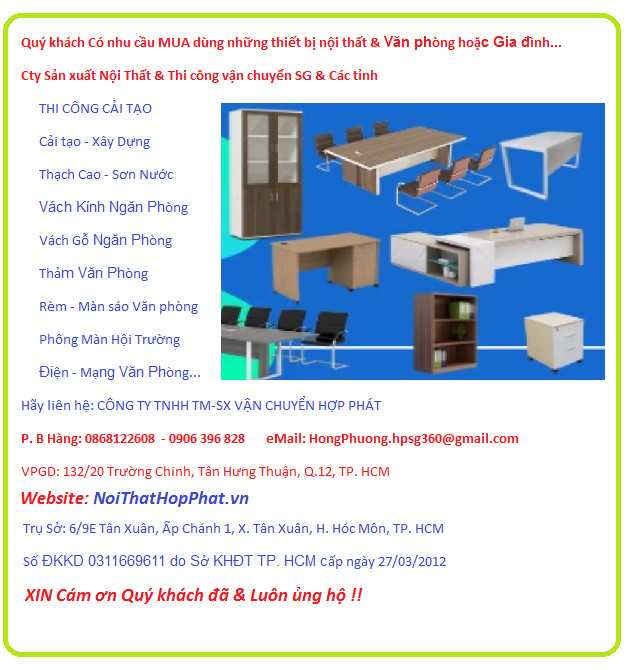 Quý khách Có nhu cầu MUA dùng những thiết bị nội thất & Văn phòng hoặc Gia đình...
Cty Sản xuất Nội Thất & Thi công vận chuyển SG & Các tỉnh
THI CÔNG CẢI TẠO
Cải tạo - Xây Dựng
Thạch Cao - Sơn Nước
Vách Kính Ngăn Phòng
Vách Gỗ Ngăn Phòng
Thảm Văn Phòng
Rèm - Màn sáo Văn phòng
Phông Màn Hội Trường
Điện - Mạng Văn Phòng...
Hãy liên hệ: CÔNG TY TNHH TM-SX VẬN CHUYỂN HỢP PHÁT
P. B Hàng: 0868122608 - 0906 396 828 eMail: HongPhuong.hpsg360@gmail.com
VPGD: 132/20 Trường Chinh, Tân Hưng Thuận, Q.12, TP. HCM
Website: NoiThatHopPhat.vn
Trụ Sở: 6/9E Tân Xuân, Ấp Chánh 1, X. Tân Xuân, H. Hóc Môn, TP. HCM
Số ĐKKD 0311669611 do Sở KHĐT TP. HCM cấp ngày 27/03/2012
XIN Cám ơn Quý khách đã & Luôn ủng hộ !!